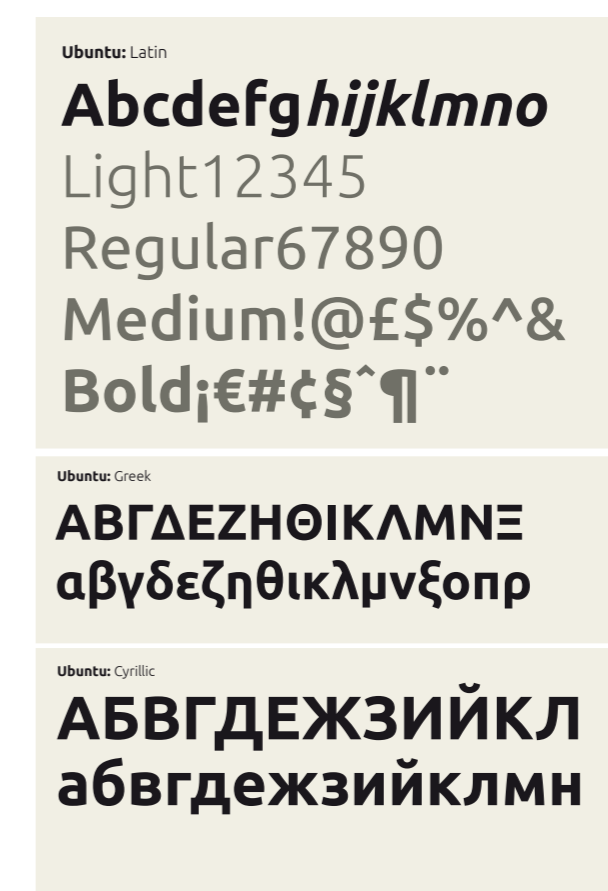 Ubuntu: Latin
Abcdefghijklmno
Light12345
Regular67890
Medium!@£$%^&
Bold¡€#¢§ˆ¶¨
Ubuntu: Greek
ΑΒΓΔΕΖΗΘΙΚΛΜΝΞ
αβγδεζηθικλμνξοπρ
Ubuntu: Cyrillic
АБВГДЕЖЗИЙКЛ
абвгдежзийклмн